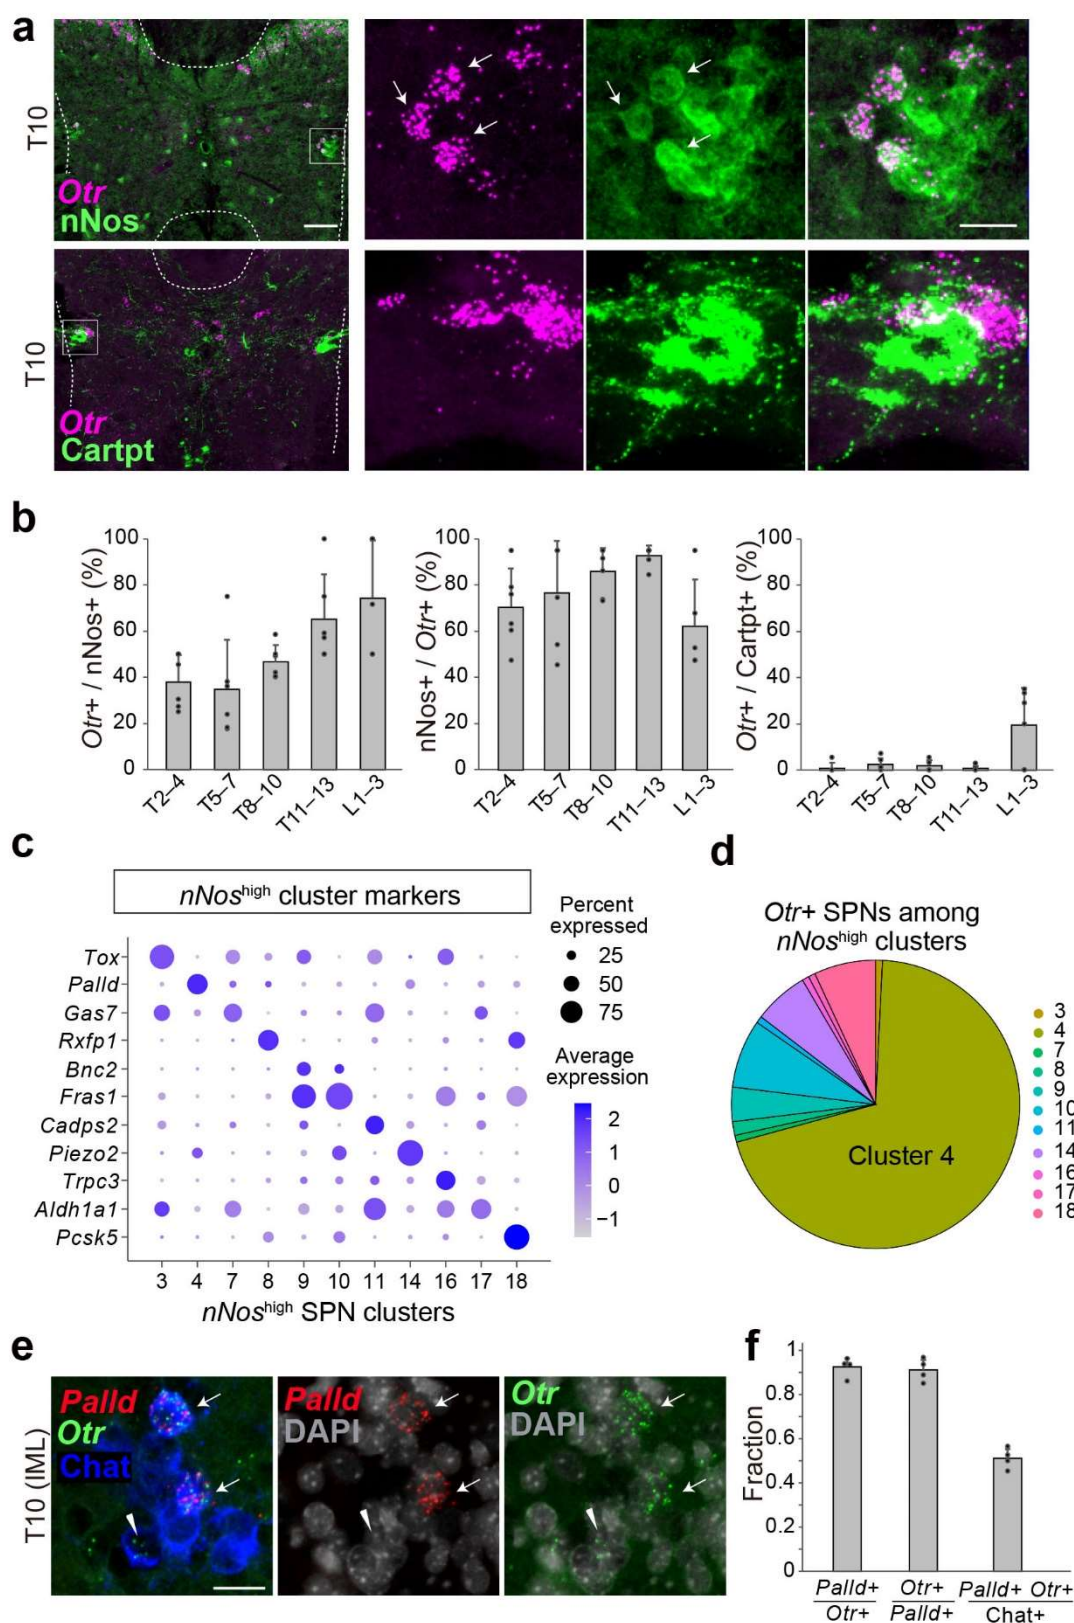 a
T10
Otr
nNos
T10
Otr
Cartpt
b
Otr+ / nNos+ (%)
100
80
60
40
20
0
T2–4
T5–7
T8–10
T11–13
L1–3
nNos+ / Otr+ (%)
100
80
60
40
20
0
T2–4
T5–7
T8–10
T11–13
L1–3
Otr+ / Cartpt+ (%)
100
80
60
40
20
0
T2–4
T5–7
T8–10
T11–13
L1–3
c
nNos^high cluster markers
Tox
Palld
Gas7
Rxfp1
Bnc2
Fras1
Cadps2
Piezo2
Trpc3
Aldh1a1
Pcsk5
3 4 7 8 9 10 11 14 16 17 18
nNos^high SPN clusters
Percent
expressed
25
50
75
Average
expression
2
1
0
−1
d
Otr+ SPNs among
nNos^high clusters
Cluster 4
3
4
7
8
9
10
11
14
16
17
18
e
T10 (IML)
Palld
Otr
Chat
Palld
DAPI
Otr
DAPI
f
Fraction
1
0.8
0.6
0.4
0.2
0
Palld+
Otr+
Otr+
Palld+
Palld+ Otr+
Chat+